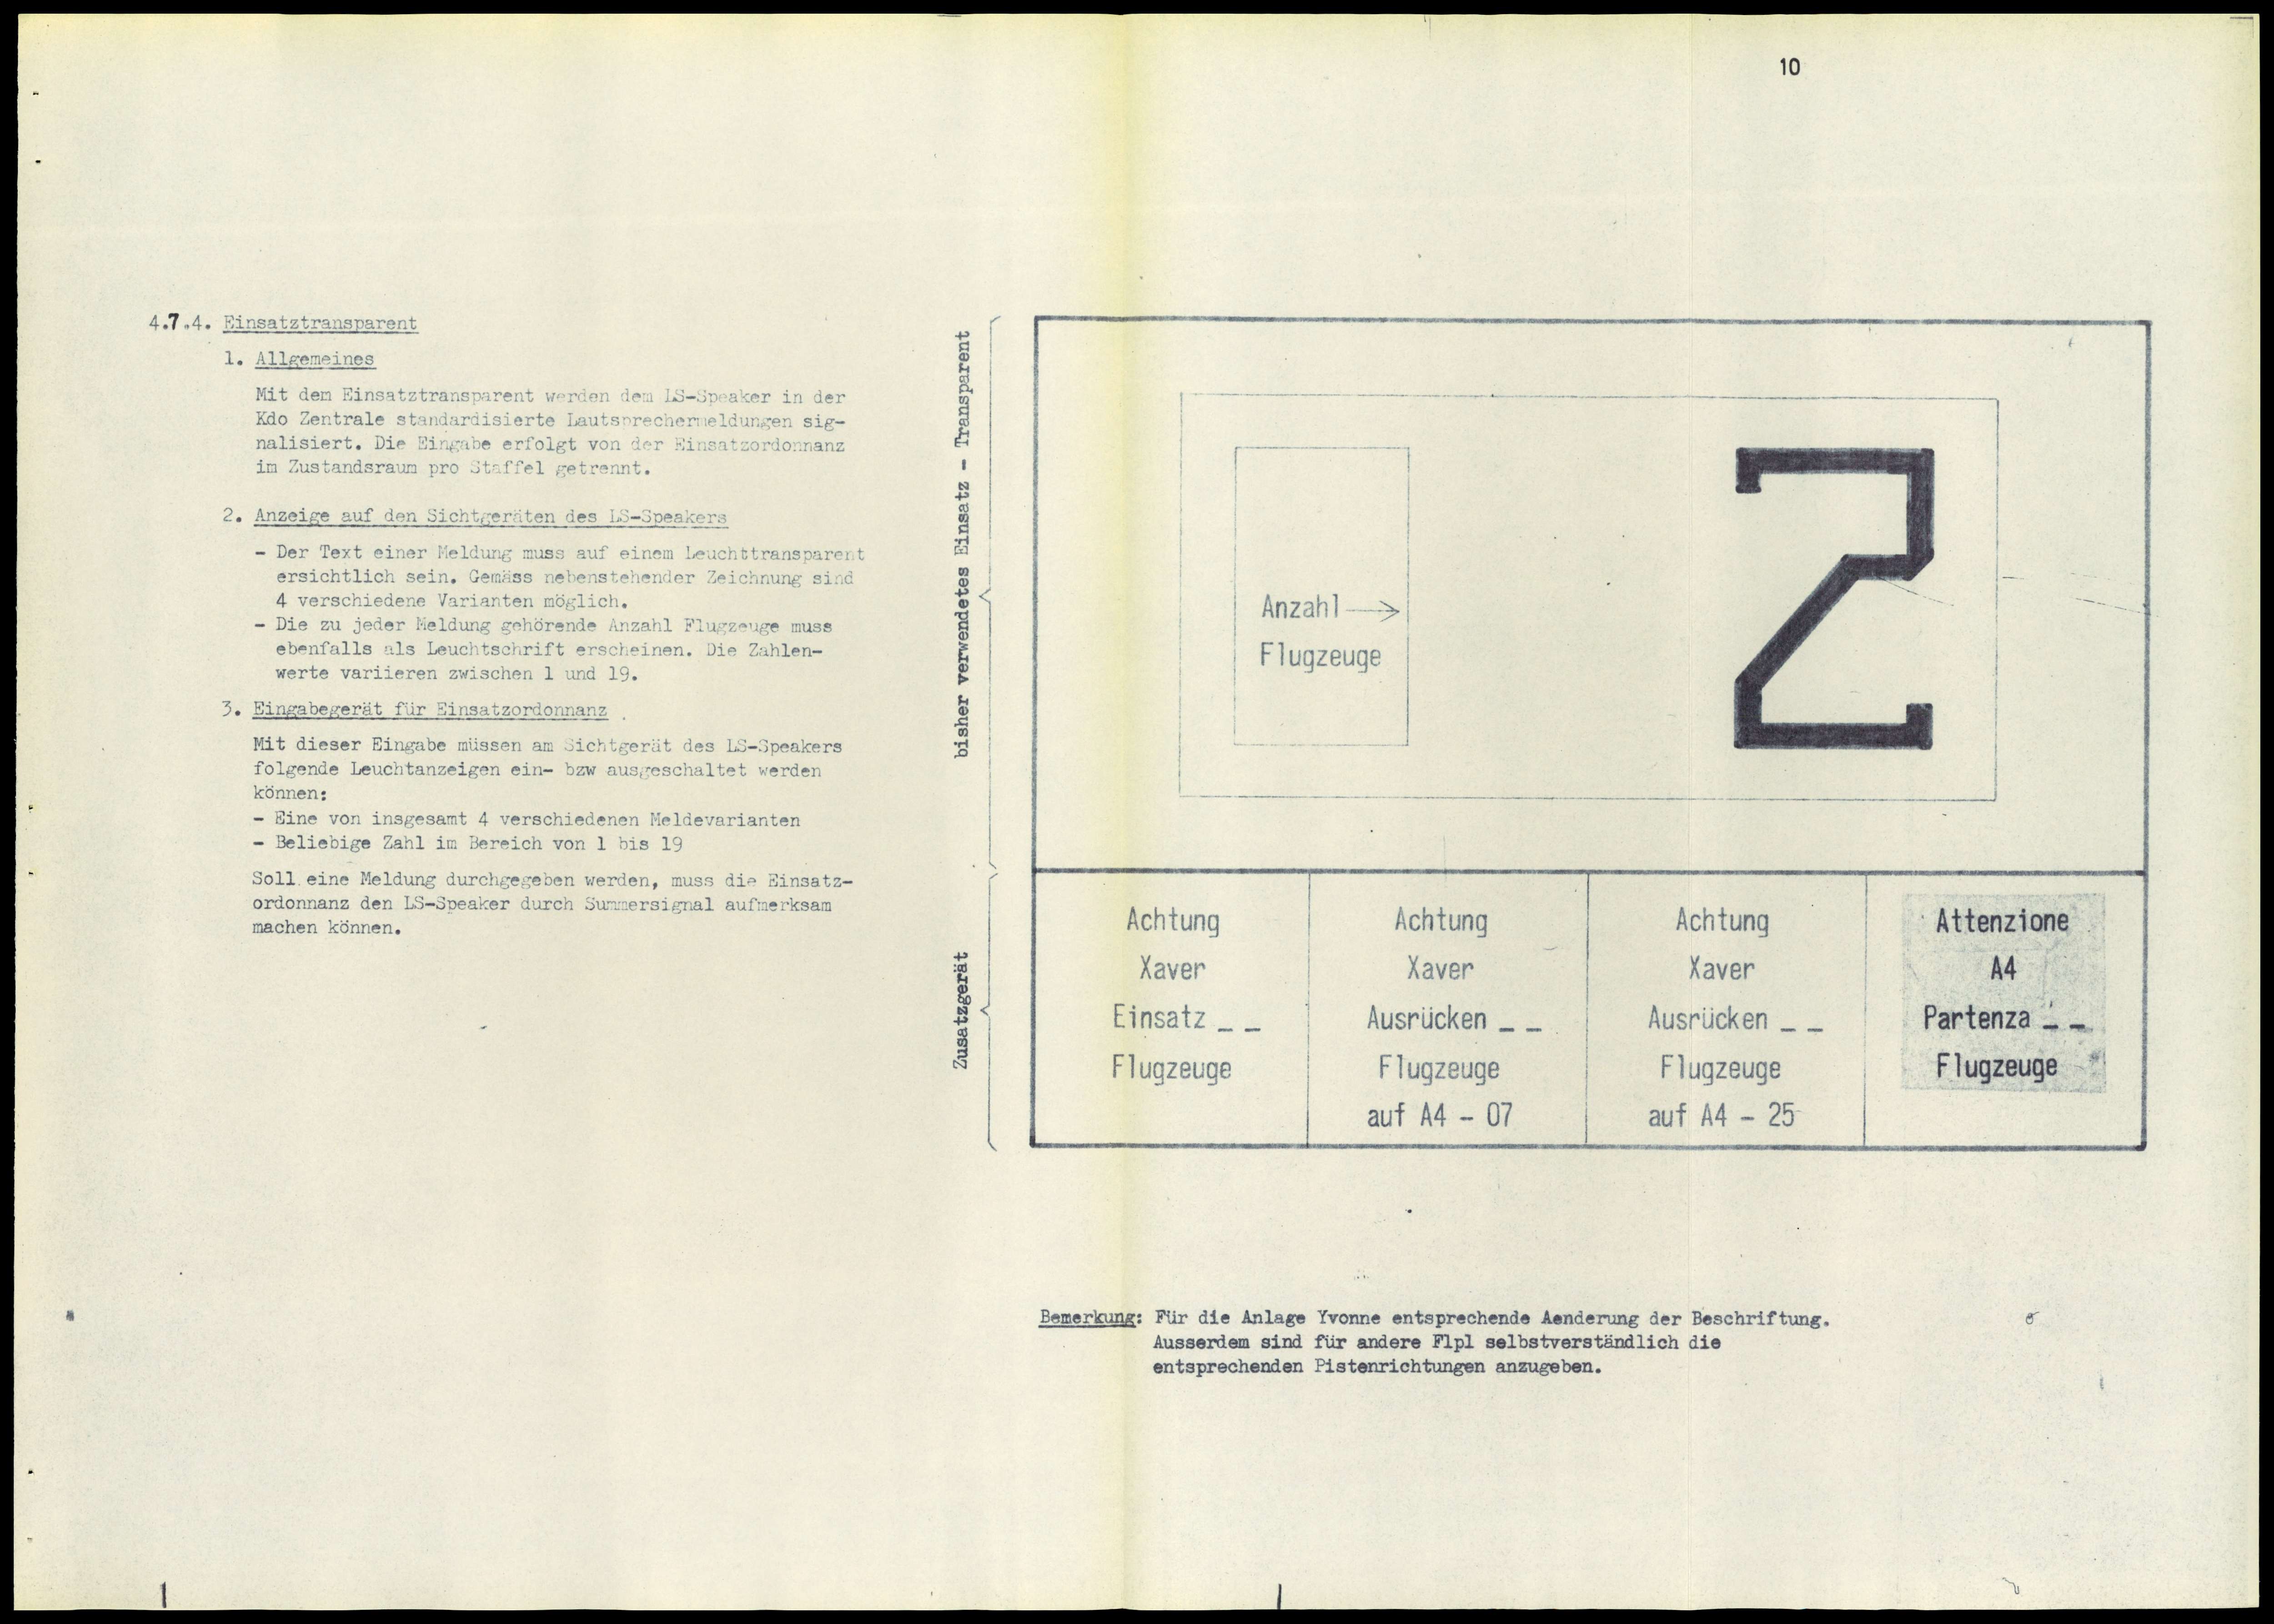 10
4.7.4. Einsatztransparent
1. Allgemeines
Mit dem Einsatztransparent werden dem LS-Speaker in der
Kdo Zentrale standardisierte Lautsprechermeldungen sig-
nalisiert. Die Eingabe erfolgt von der Einsatzordonnanz
im Zustandsraum pro Staffel getrennt.
2. Anzeige auf den Sichtgeräten des LS-Speakers
- Der Text einer Meldung muss auf einem Leuchttransparent
ersichtlich sein. Gemäss nebenstehender Zeichnung sind
4 verschiedene Varianten möglich.
- Die zu jeder Meldung gehörende Anzahl Flugzeuge muss
ebenfalls als Leuchtschrift erscheinen. Die Zahlen-
werte variieren zwischen 1 und 19.
3. Eingabegerät für Einsatzordonnanz
Mit dieser Eingabe müssen am Sichtgerät des LS-Speakers
folgende Leuchtanzeigen ein- bzw ausgeschaltet werden
können:
- Eine von insgesamt 4 verschiedenen Meldevarianten
- Beliebige Zahl im Bereich von 1 bis 19
Soll eine Meldung durchgegeben werden, muss die Einsatz-
ordonnanz den LS-Speaker durch Summersignal aufmerksam
machen können.
bisher verwendetes Einsatz - Transparent
Anzahl
Flugzeuge
2
Zusatzgerät
Achtung
Xaver
Einsatz _ _
Flugzeuge
Achtung
Xaver
Ausrücken _ _
Flugzeuge
auf A4 - 07
Achtung
Xaver
Ausrücken _ _
Flugzeuge
auf A4 - 25
Attenzione
A4
Partenza _ _
Flugzeuge
Bemerkung: Für die Anlage Yvonne entsprechende Aenderung der Beschriftung.
Ausserdem sind für andere Flpl selbstverständlich die
entsprechenden Pistenrichtungen anzugeben.